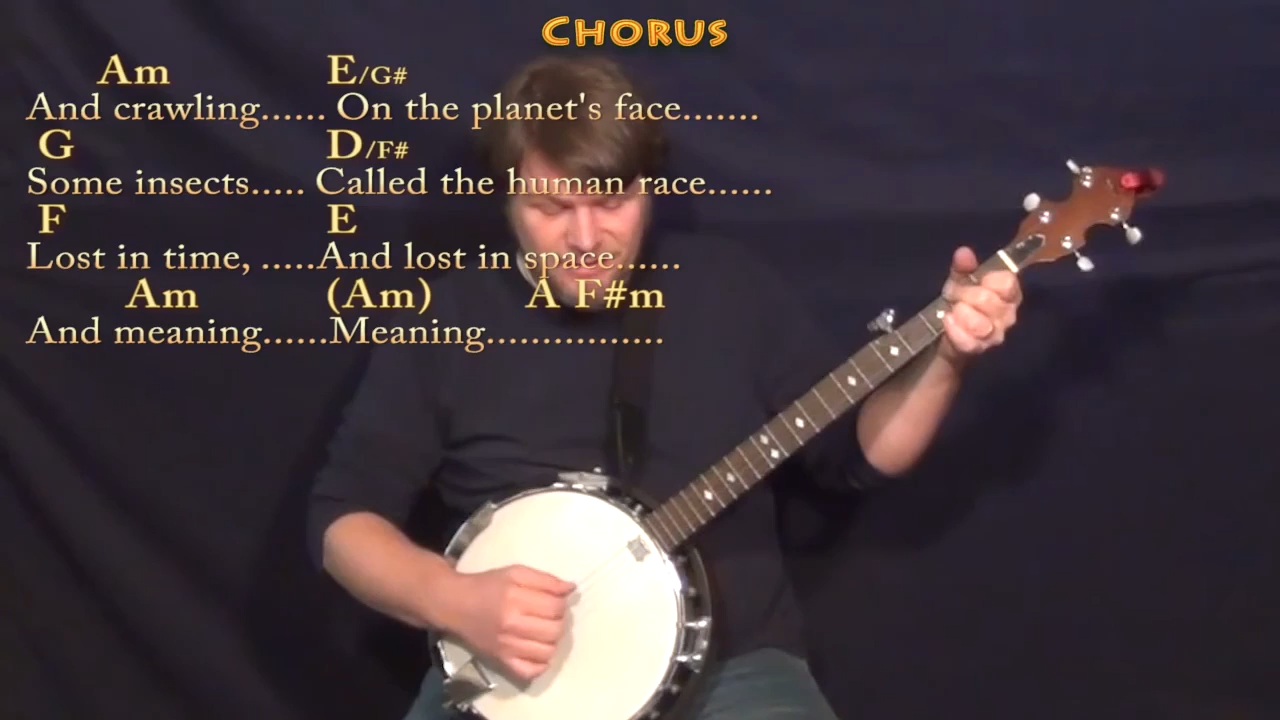 CHORUS
Am E/G#
And crawling...... On the planet's face.......
G D/F#
Some insects..... Called the human race......
F E
Lost in time, .....And lost in space......
Am (Am) A F#m
And meaning......Meaning...............